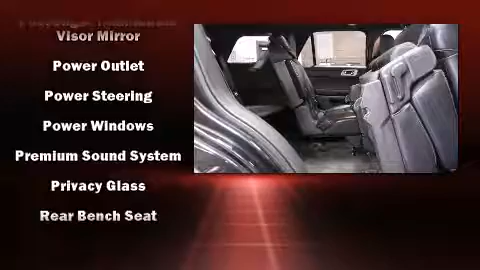 Visor Mirror
Power Outlet
Power Steering
Power Windows
Premium Sound System
Privacy Glass
Rear Bench Seat